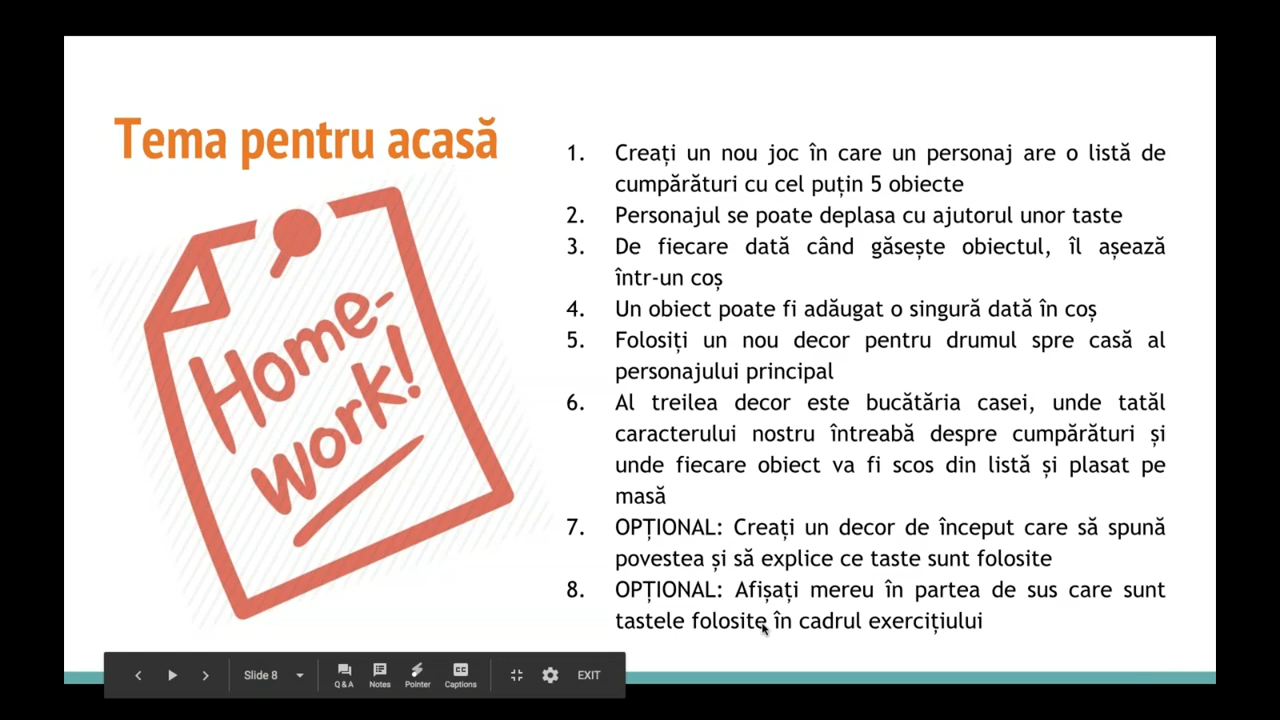 Tema pentru acasă
Home-
work!
1. Creați un nou joc în care un personaj are o listă de
cumpărături cu cel puțin 5 obiecte
2. Personajul se poate deplasa cu ajutorul unor taste
3. De fiecare dată când găsește obiectul, îl așează
într-un coș
4. Un obiect poate fi adăugat o singură dată în coș
5. Folosiți un nou decor pentru drumul spre casă al
personajului principal
6. Al treilea decor este bucătăria casei, unde tatăl
caracterului nostru întreabă despre cumpărături și
unde fiecare obiect va fi scos din listă și plasat pe
masă
7. OPȚIONAL: Creați un decor de început care să spună
povestea și să explice ce taste sunt folosite
8. OPȚIONAL: Afișați mereu în partea de sus care sunt
tastele folosite în cadrul exercițiului
Slide 8
Q & A
Notes
Pointer
CC
Captions
EXIT